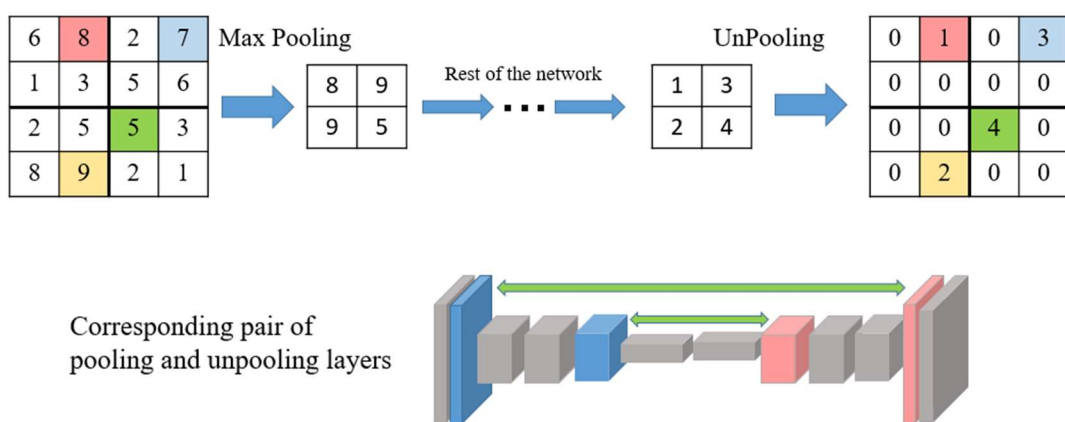 6 8 2 7
1 3 5 6
2 5 5 3
8 9 2 1
Max Pooling
8 9
9 5
Rest of the network
...
1 3
2 4
UnPooling
0 1 0 3
0 0 0 0
0 0 4 0
0 2 0 0
Corresponding pair of
pooling and unpooling layers